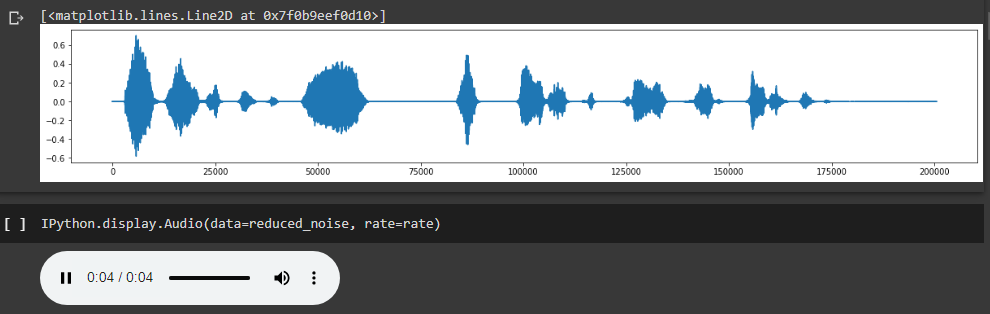 [<matplotlib.lines.Line2D at 0x7f0b9eef0d10>]
0.6
0.4
0.2
0.0
−0.2
−0.4
−0.6
0 25000 50000 75000 100000 125000 150000 175000 200000
[ ] IPython.display.Audio(data=reduced_noise, rate=rate)
0:04 / 0:04